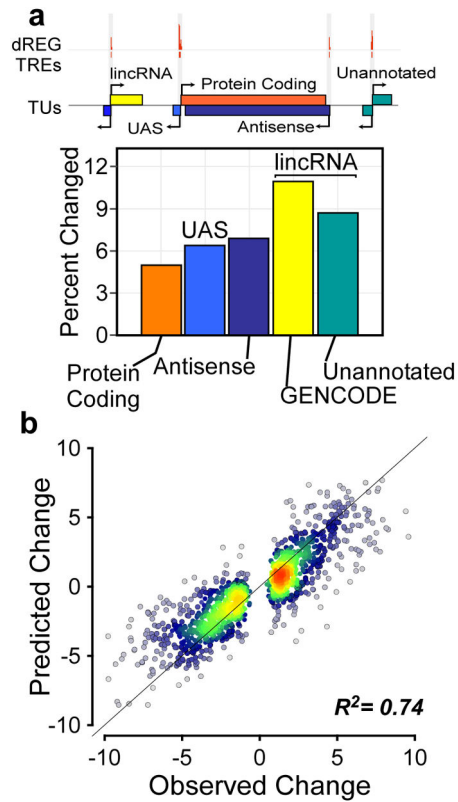 a
dREG
TREs
lincRNA
Protein Coding
Unannotated
TUs
UAS
Antisense
Percent Changed
12
9
6
3
0
UAS
lincRNA
Protein
Coding
Antisense
GENCODE
Unannotated
b
Predicted Change
10
5
0
-5
-10
R²= 0.74
-10 -5 0 5 10
Observed Change